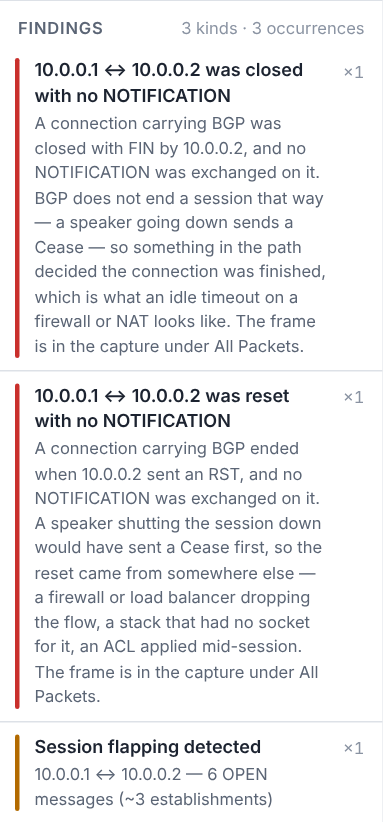 FINDINGS 3 kinds · 3 occurrences
10.0.0.1 ↔ 10.0.0.2 was closed ×1
with no NOTIFICATION
A connection carrying BGP was
closed with FIN by 10.0.0.2, and no
NOTIFICATION was exchanged on it.
BGP does not end a session that way
— a speaker going down sends a
Cease — so something in the path
decided the connection was finished,
which is what an idle timeout on a
firewall or NAT looks like. The frame
is in the capture under All Packets.
10.0.0.1 ↔ 10.0.0.2 was reset ×1
with no NOTIFICATION
A connection carrying BGP ended
when 10.0.0.2 sent an RST, and no
NOTIFICATION was exchanged on it.
A speaker shutting the session down
would have sent a Cease first, so the
reset came from somewhere else —
a firewall or load balancer dropping
the flow, a stack that had no socket
for it, an ACL applied mid-session.
The frame is in the capture under All
Packets.
Session flapping detected ×1
10.0.0.1 ↔ 10.0.0.2 — 6 OPEN
messages (~3 establishments)